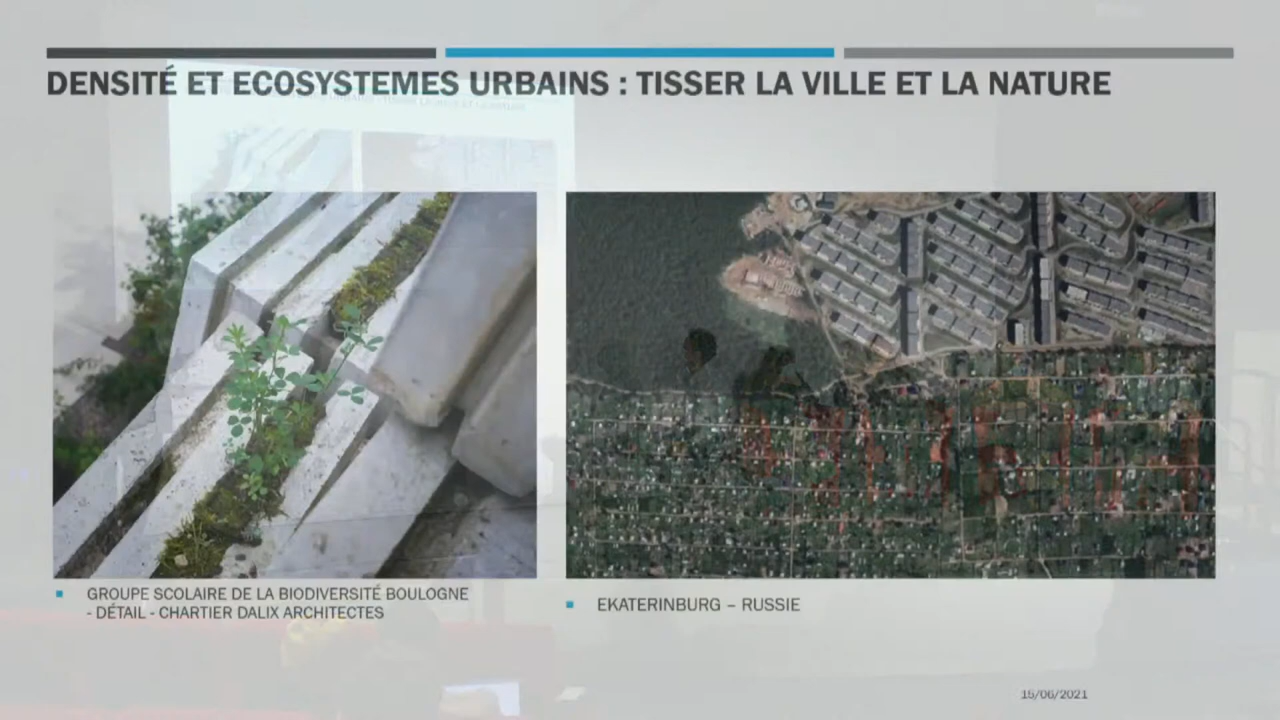 DENSITÉ ET ECOSYSTEMES URBAINS : TISSER LA VILLE ET LA NATURE
GROUPE SCOLAIRE DE LA BIODIVERSITÉ BOULOGNE
- DÉTAIL - CHARTIER DALIX ARCHITECTES
EKATERINBURG – RUSSIE
15/06/2021